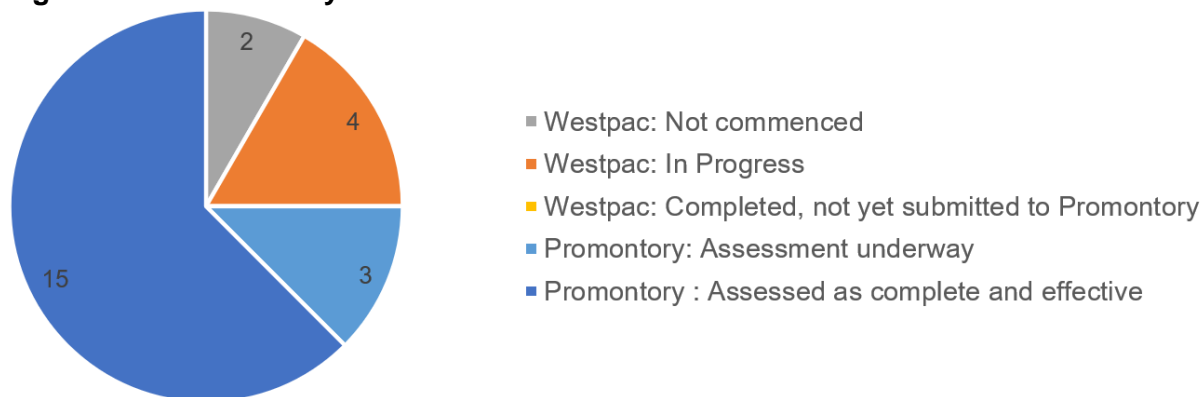 2
4
3
15
Westpac: Not commenced
Westpac: In Progress
Westpac: Completed, not yet submitted to Promontory
Promontory: Assessment underway
Promontory : Assessed as complete and effective